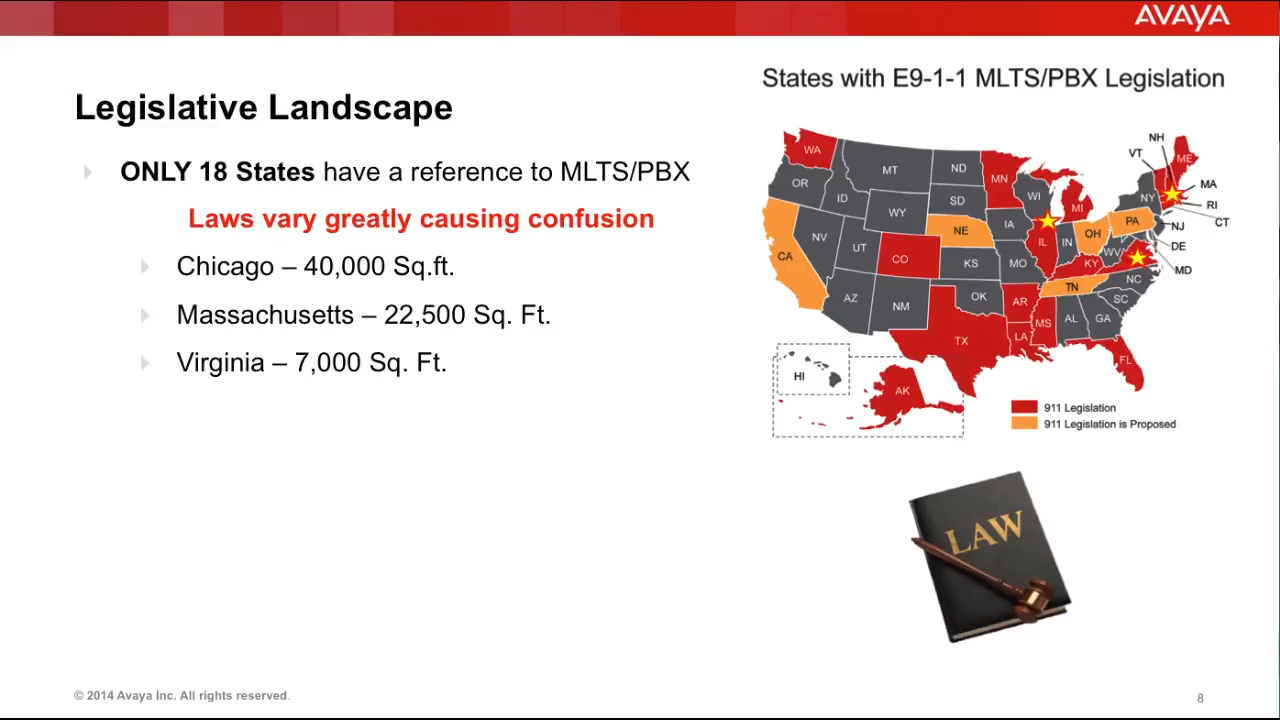 AVAYA
States with E9-1-1 MLTS/PBX Legislation
Legislative Landscape
ONLY 18 States have a reference to MLTS/PBX
Laws vary greatly causing confusion
Chicago – 40,000 Sq.ft.
Massachusetts – 22,500 Sq. Ft.
Virginia – 7,000 Sq. Ft.
NH
VT
WA
ME
MT
ND
MN
OR
MA
ID
WI
SD
NY
RI
WY
MI
CT
IA
PA
NJ
NE
OH
NV
IL
IN
DE
UT
WV
CA
CO
KS
MO
KY
MD
NC
TN
AZ
NM
OK
AR
SC
MS
AL
GA
TX
LA
FL
HI
AK
911 Legislation
911 Legislation is Proposed
LAW
© 2014 Avaya Inc. All rights reserved.
8